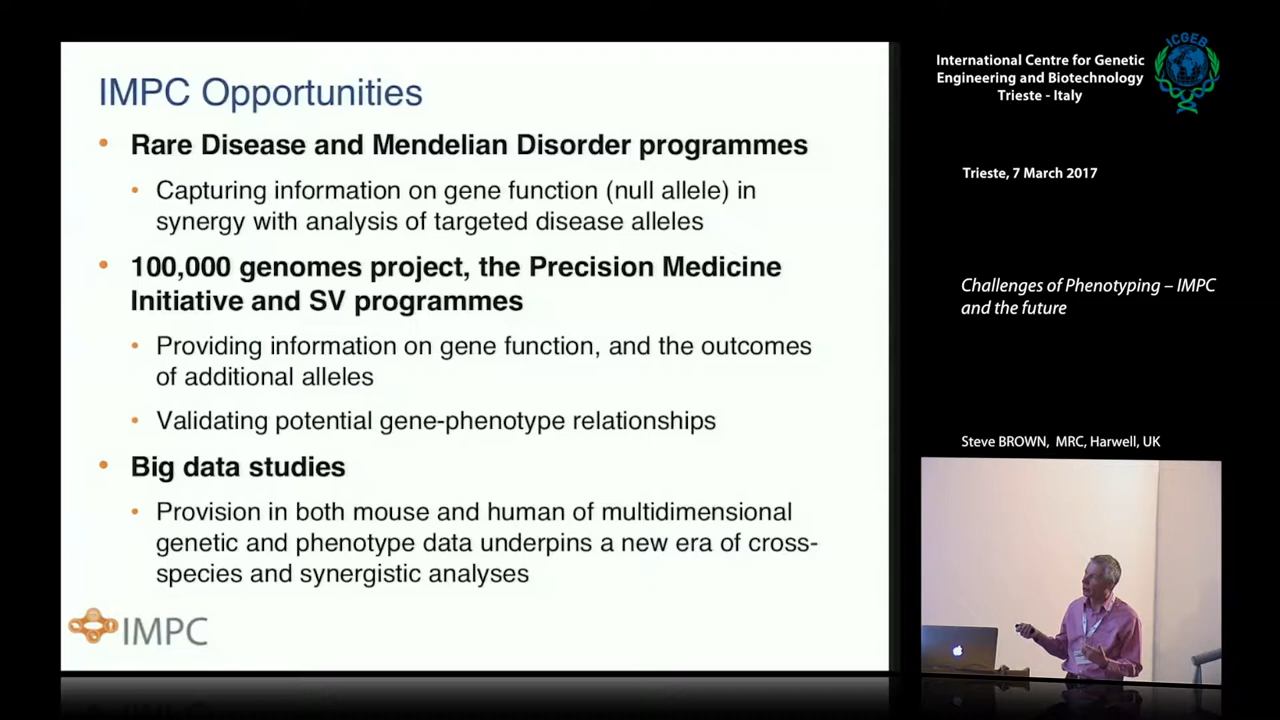 IMPC Opportunities
• Rare Disease and Mendelian Disorder programmes
• Capturing information on gene function (null allele) in
synergy with analysis of targeted disease alleles
• 100,000 genomes project, the Precision Medicine
Initiative and SV programmes
• Providing information on gene function, and the outcomes
of additional alleles
• Validating potential gene-phenotype relationships
• Big data studies
• Provision in both mouse and human of multidimensional
genetic and phenotype data underpins a new era of cross-
species and synergistic analyses
IMPC
International Centre for Genetic
Engineering and Biotechnology
Trieste - Italy
ICGEB
Trieste, 7 March 2017
Challenges of Phenotyping – IMPC
and the future
Steve BROWN, MRC, Harwell, UK